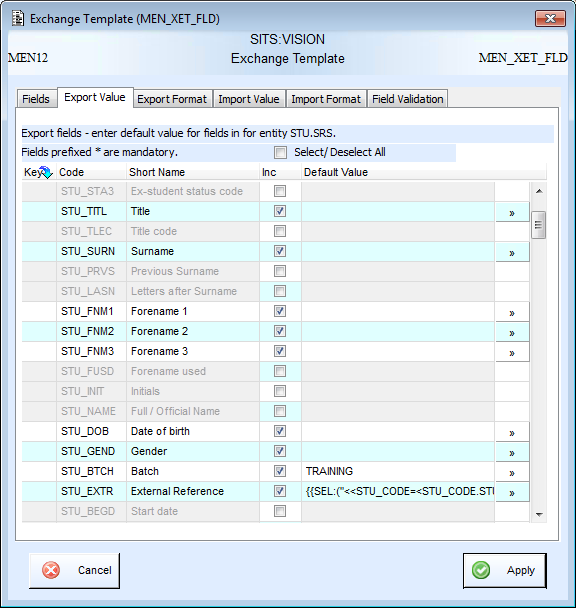 Exchange Template (MEN_XET_FLD)
SITS:VISION
MEN12 Exchange Template MEN_XET_FLD
Fields Export Value Export Format Import Value Import Format Field Validation
Export fields - enter default value for fields in for entity STU.SRS.
Fields prefixed * are mandatory. Select/ Deselect All
Key Code Short Name Inc Default Value
STU_STA3 Ex-student status code
STU_TITL Title »
STU_TLEC Title code
STU_SURN Surname »
STU_PRVS Previous Surname
STU_LASN Letters after Surname
STU_FNM1 Forename 1 »
STU_FNM2 Forename 2 »
STU_FNM3 Forename 3 »
STU_FUSD Forename used
STU_INIT Initials
STU_NAME Full / Official Name
STU_DOB Date of birth »
STU_GEND Gender »
STU_BTCH Batch TRAINING »
STU_EXTR External Reference {{SEL:("<<STU_CODE=<STU_CODE.STU »
STU_BEGD Start date
Cancel Apply